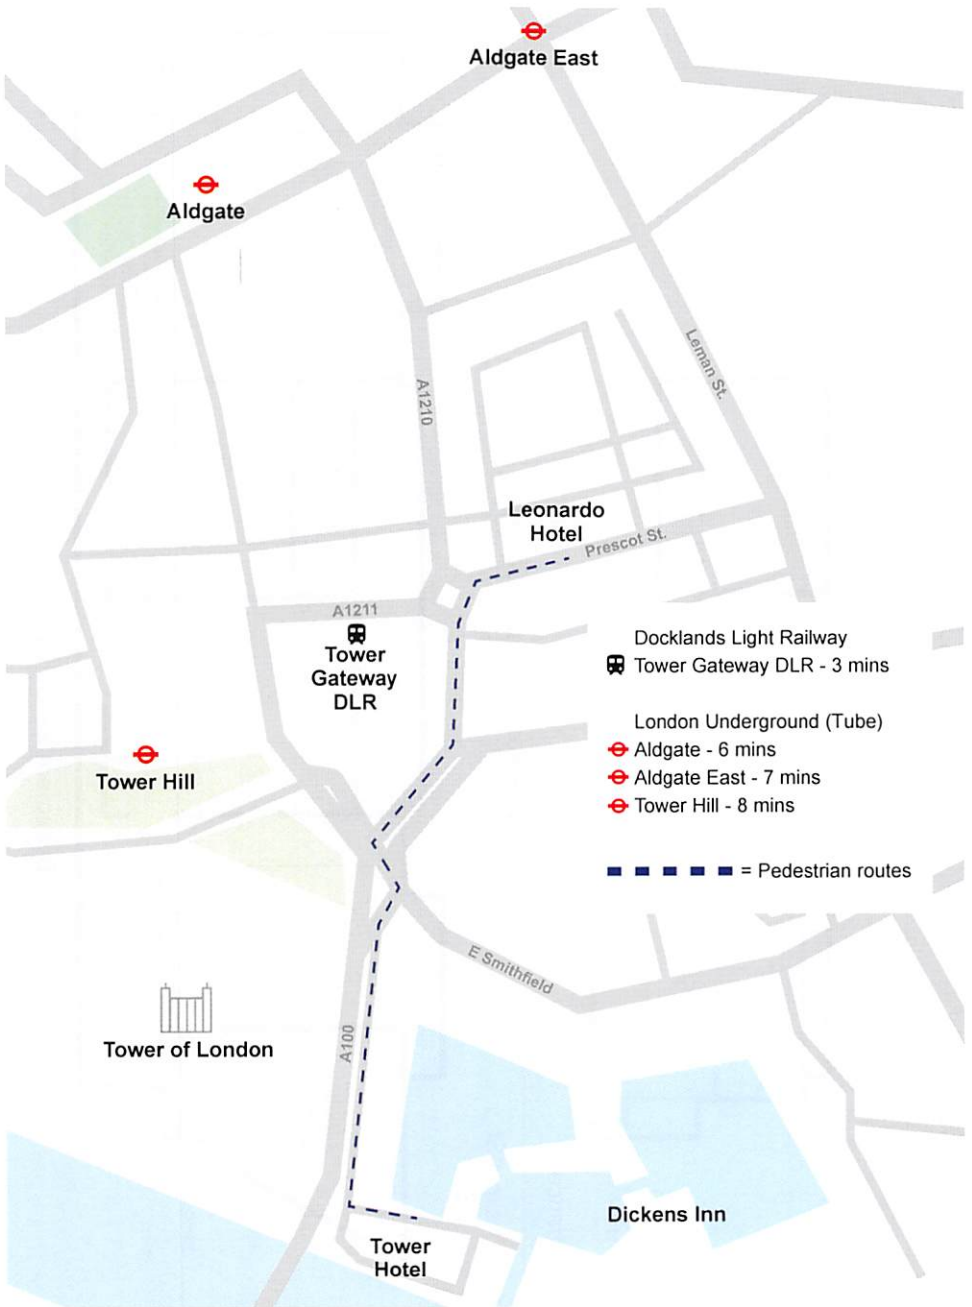 Aldgate East
Aldgate
Leman St.
A1210
Leonardo
Hotel
Prescot St.
A1211
Tower
Gateway
DLR
Docklands Light Railway
Tower Gateway DLR - 3 mins
London Underground (Tube)
Aldgate - 6 mins
Aldgate East - 7 mins
Tower Hill - 8 mins
= Pedestrian routes
Tower Hill
E Smithfield
Tower of London
A100
Dickens Inn
Tower
Hotel